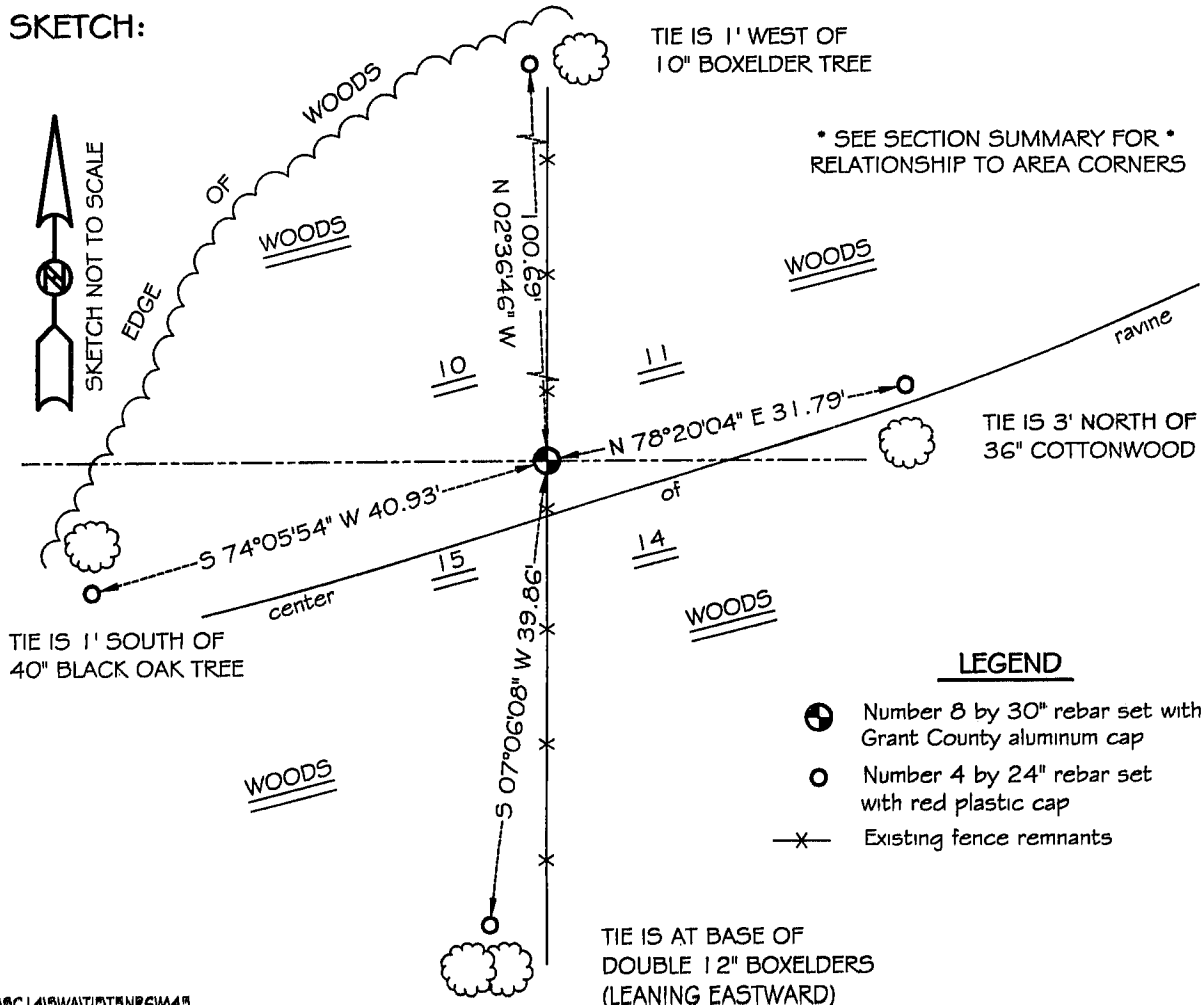 SKETCH:
TIE IS 1' WEST OF
10" BOXELDER TREE
* SEE SECTION SUMMARY FOR *
RELATIONSHIP TO AREA CORNERS
SKETCH NOT TO SCALE
N
EDGE OF WOODS
WOODS
N 02°36'46" W
100.69'
WOODS
10
11
ravine
N 78°20'04" E 31.79'
TIE IS 3' NORTH OF
36" COTTONWOOD
of
S 74°05'54" W 40.93'
15
14
center
TIE IS 1' SOUTH OF
40" BLACK OAK TREE
WOODS
S 07°06'08" W 39.86'
WOODS
LEGEND
Number 8 by 30" rebar set with
Grant County aluminum cap
Number 4 by 24" rebar set
with red plastic cap
Existing fence remnants
TIE IS AT BASE OF
DOUBLE 12" BOXELDERS
(LEANING EASTWARD)